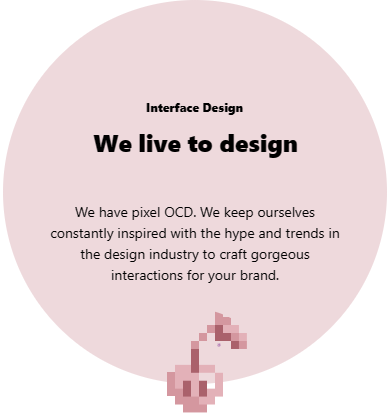 Interface Design
We live to design
We have pixel OCD. We keep ourselves
constantly inspired with the hype and trends in
the design industry to craft gorgeous
interactions for your brand.